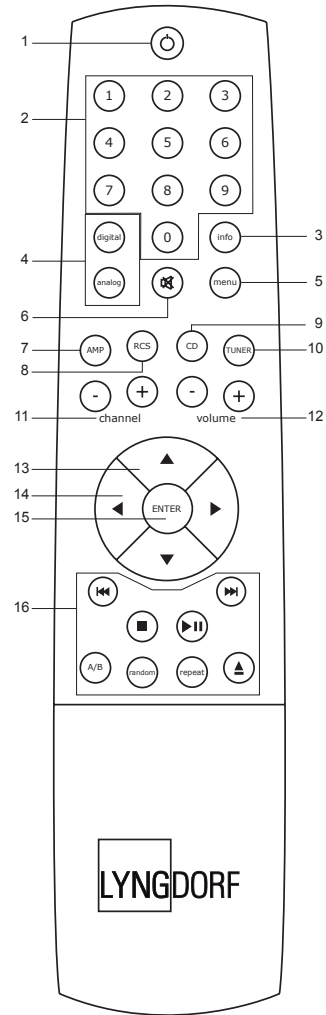 1
1 2 3
2
4 5 6
7 8 9
digital 0 info 3
4
analog menu 5
6
9
7 AMP RCS CD TUNER 10
8
- + - +
11 channel volume 12
13
14
ENTER
15
16
A/B random repeat
LYNGDORF